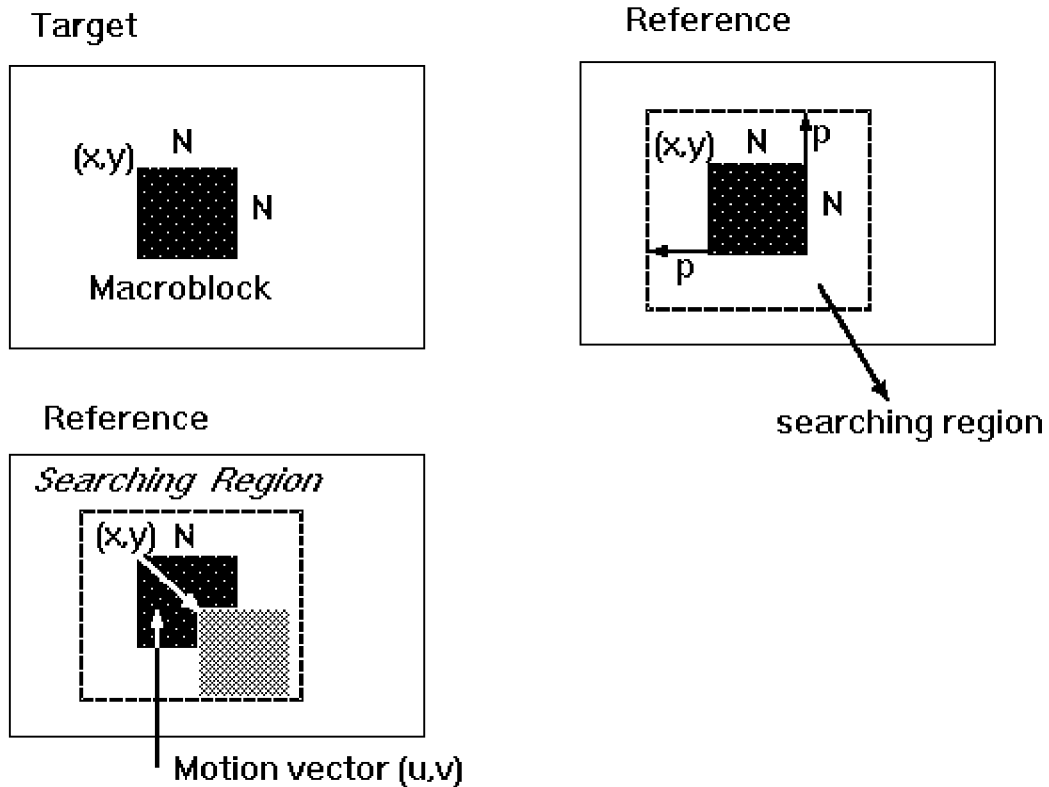 Target
(x,y)
N
N
Macroblock
Reference
(x,y)
N
p
N
p
searching region
Reference
Searching Region
(x,y) N
Motion vector (u,v)